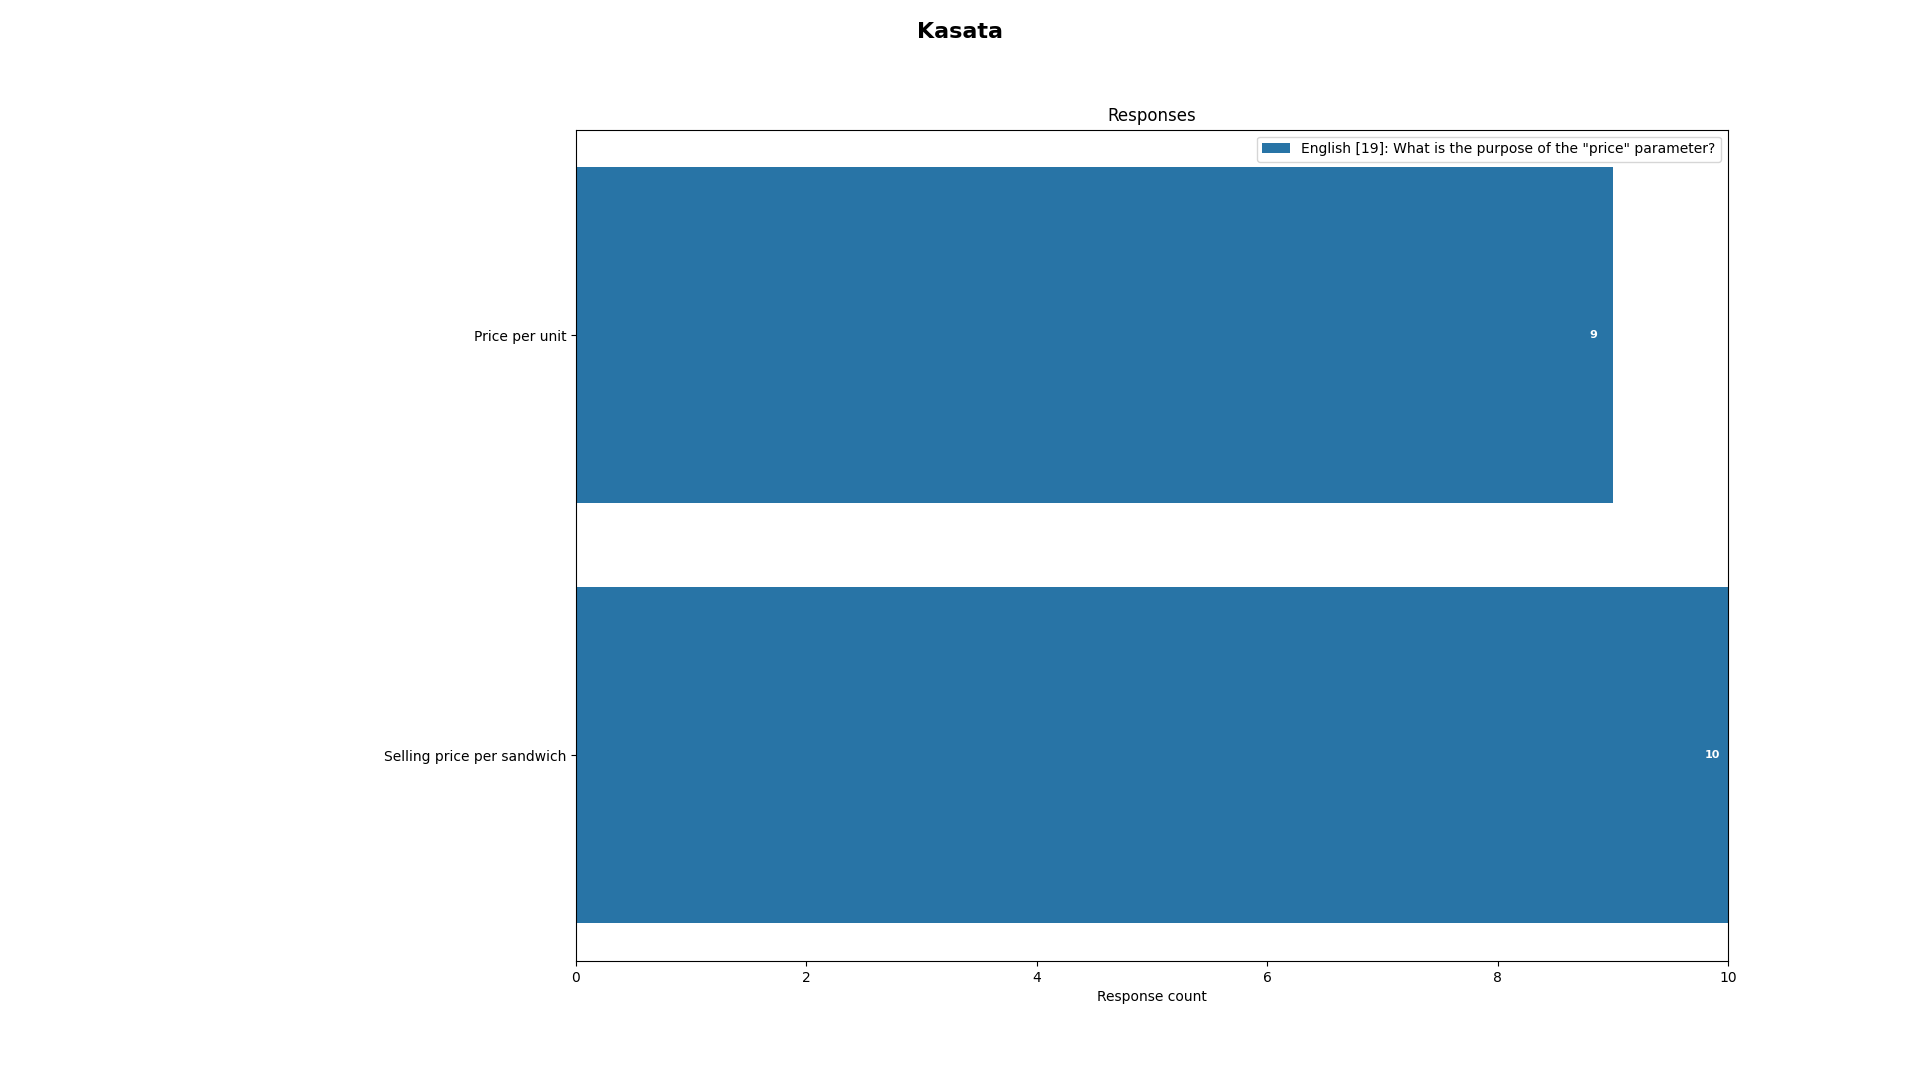 Kasata
Responses
English [19]: What is the purpose of the "price" parameter?
Price per unit
9
Selling price per sandwich
10
0 2 4 6 8 10
Response count